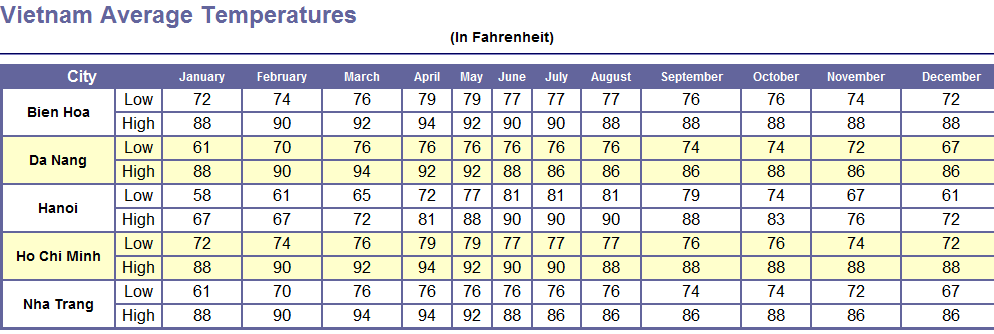 Vietnam Average Temperatures
(In Fahrenheit)
City January February March April May June July August September October November December
Bien Hoa
Low 72 74 76 79 79 77 77 77 76 76 74 72
High 88 90 92 94 92 90 90 88 88 88 88 88
Da Nang
Low 61 70 76 76 76 76 76 76 74 74 72 67
High 88 90 94 92 92 88 86 86 86 88 86 86
Hanoi
Low 58 61 65 72 77 81 81 81 79 74 67 61
High 67 67 72 81 88 90 90 90 88 83 76 72
Ho Chi Minh
Low 72 74 76 79 79 77 77 77 76 76 74 72
High 88 90 92 94 92 90 90 88 88 88 88 88
Nha Trang
Low 61 70 76 76 76 76 76 76 74 74 72 67
High 88 90 94 94 92 88 86 86 86 88 86 86